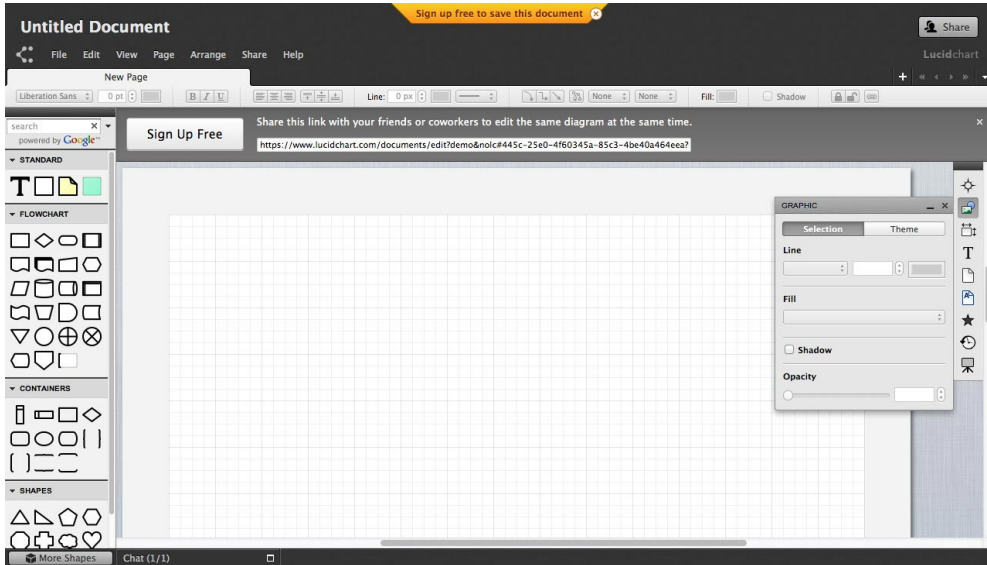 Sign up free to save this document
Untitled Document
Share
File Edit View Page Arrange Share Help
Lucidchart
New Page
Liberation Sans 0 pt B I U Line: 0 px None None Fill: Shadow
search
powered by Google™
Sign Up Free
Share this link with your friends or coworkers to edit the same diagram at the same time.
https://www.lucidchart.com/documents/edit?demo&nolc#445c-25e0-4f60345a-85c3-4be40a464eea?
STANDARD
T
FLOWCHART
CONTAINERS
SHAPES
GRAPHIC
Selection Theme
Line
Fill
Shadow
Opacity
T
A
More Shapes Chat (1/1)